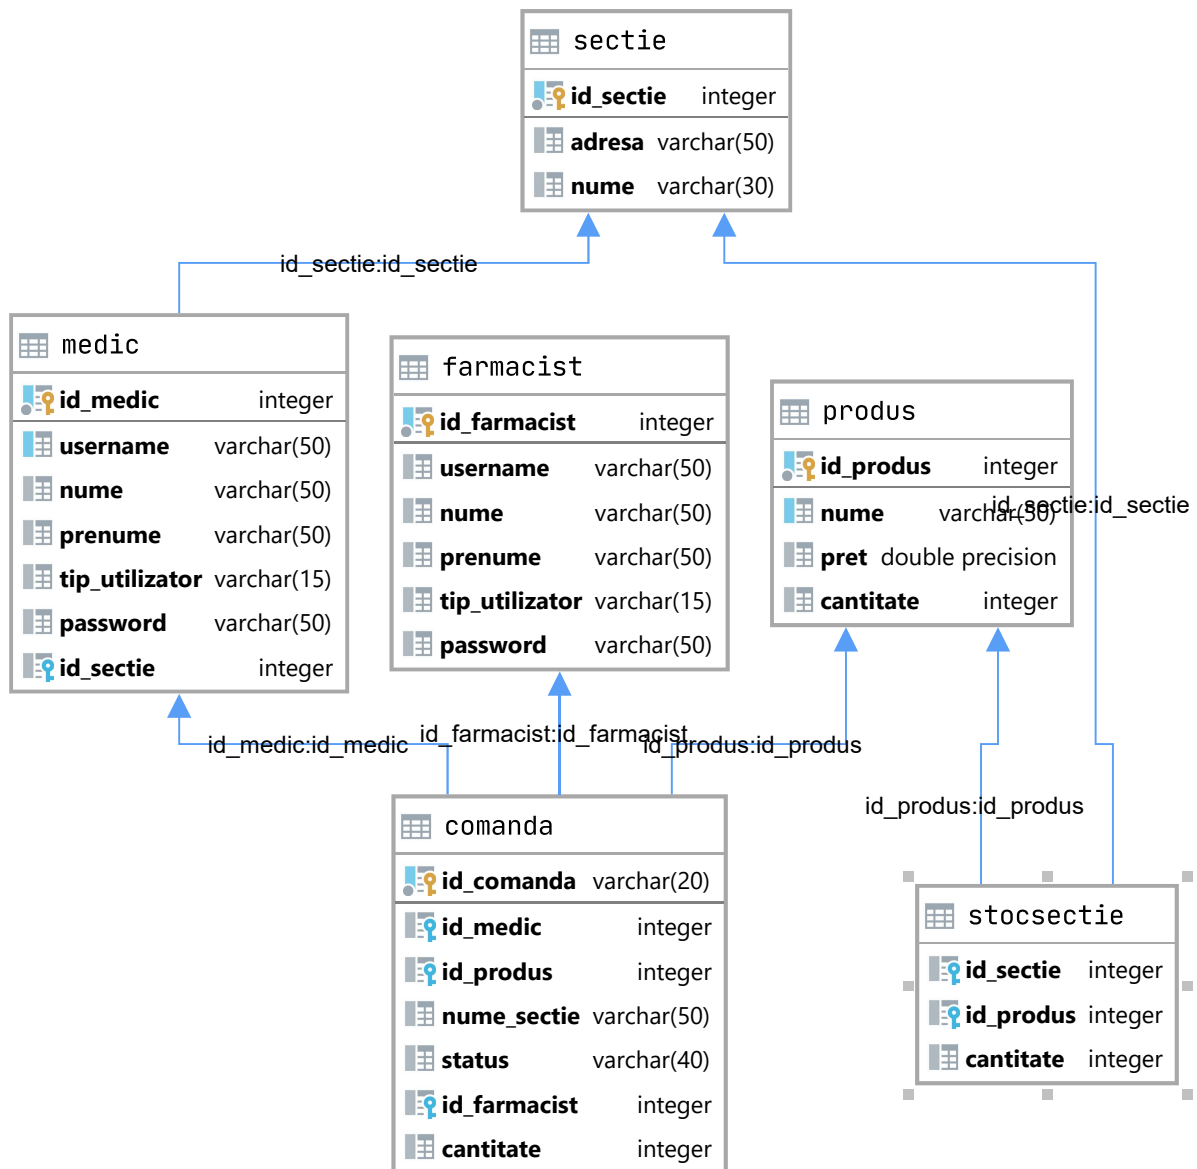 sectie
id_sectie integer
adresa varchar(50)
nume varchar(30)
id_sectie:id_sectie
medic
id_medic integer
username varchar(50)
nume varchar(50)
prenume varchar(50)
tip_utilizator varchar(15)
password varchar(50)
id_sectie integer
farmacist
id_farmacist integer
username varchar(50)
nume varchar(50)
prenume varchar(50)
tip_utilizator varchar(15)
password varchar(50)
produs
id_produs integer
nume varchar(50)
id_sectie:id_sectie
pret double precision
cantitate integer
id_medic:id_medic
id_farmacist:id_farmacist
id_produs:id_produs
id_produs:id_produs
comanda
id_comanda varchar(20)
id_medic integer
id_produs integer
nume_sectie varchar(50)
status varchar(40)
id_farmacist integer
cantitate integer
stocsectie
id_sectie integer
id_produs integer
cantitate integer